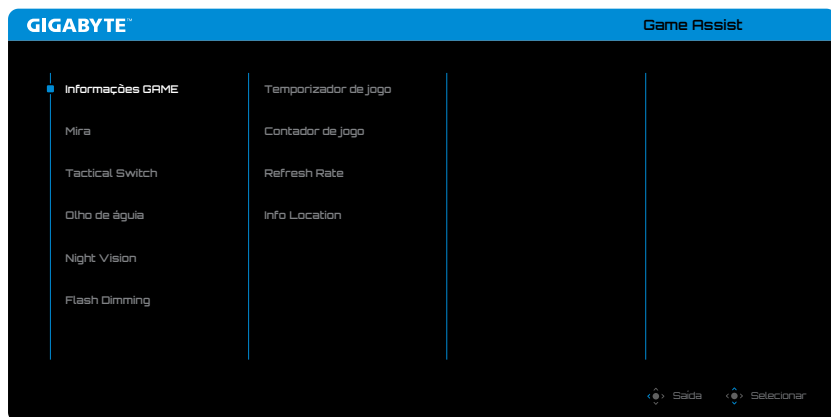 GIGABYTE™
Game Assist
Informações GAME
Temporizador de jogo
Mira
Contador de jogo
Tactical Switch
Refresh Rate
Olho de águia
Info Location
Night Vision
Flash Dimming
Saída
Selecionar